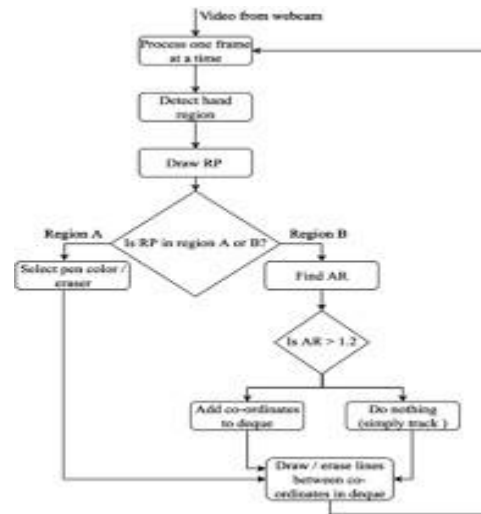 Video from webcam
Process one frame
at a time
Detect hand
region
Draw RP
Is RP in region A or B?
Region A
Region B
Select pen color /
eraser
Find AR
Is AR > 1.2
Add co-ordinates
to deque
Do nothing
(simply track )
Draw / erase lines
between co-
ordinates in deque